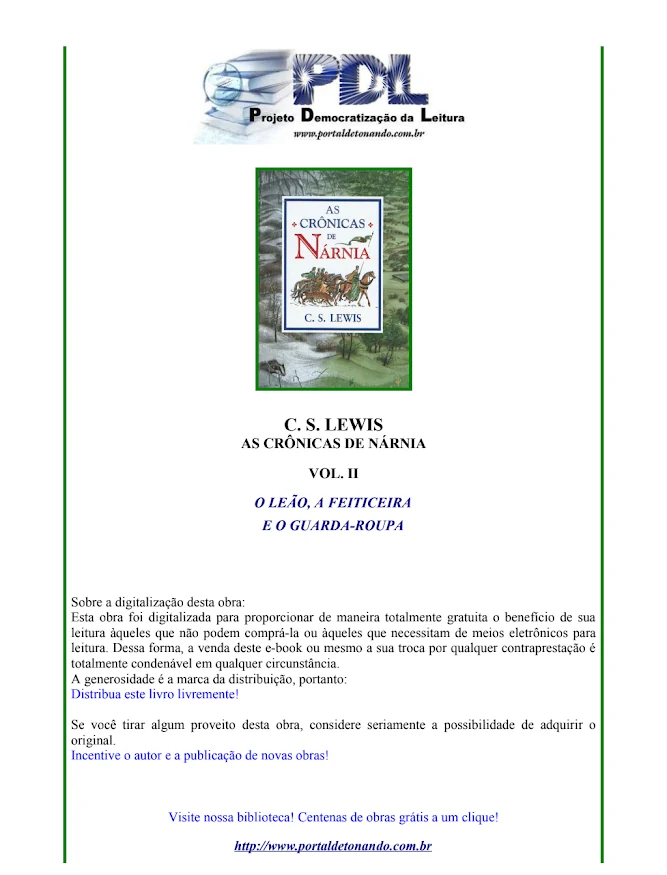 PDL
Projeto Democratização da Leitura
www.portaldetonando.com.br
AS
CRÔNICAS
DE
NÁRNIA
C. S. LEWIS
C. S. LEWIS
AS CRÔNICAS DE NÁRNIA
VOL. II
O LEÃO, A FEITICEIRA
E O GUARDA-ROUPA
Sobre a digitalização desta obra:
Esta obra foi digitalizada para proporcionar de maneira totalmente gratuita o benefício de sua
leitura àqueles que não podem comprá-la ou àqueles que necessitam de meios eletrônicos para
leitura. Dessa forma, a venda deste e-book ou mesmo a sua troca por qualquer contraprestação é
totalmente condenável em qualquer circunstância.
A generosidade é a marca da distribuição, portanto:
Distribua este livro livremente!
Se você tirar algum proveito desta obra, considere seriamente a possibilidade de adquirir o
original.
Incentive o autor e a publicação de novas obras!
Visite nossa biblioteca! Centenas de obras grátis a um clique!
http://www.portaldetonando.com.br